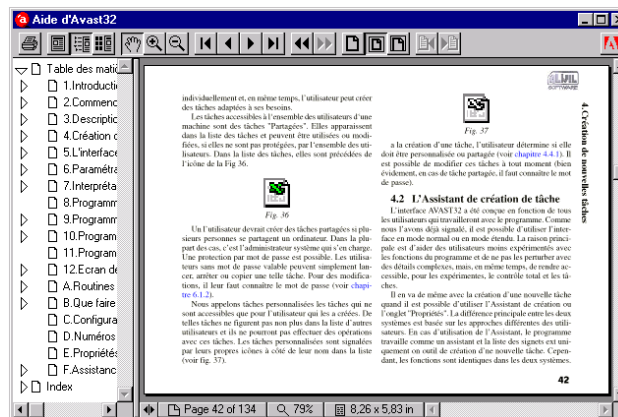 Aide d'Avast32
Table des matiè
1.Introductio
2.Commenc
3.Descriptio
4.Création d
5.L'interface
6.Paramétra
7.Interpréta
8.Programm
9.Programm
10.Program
11.Program
12.Ecran de
A.Routines
B.Que faire
C.Configura
D.Numéros
E.Propriétés
F.Assistanc
Index
individuellement et, en même temps, l'utilisateur peut créer
des tâches adaptées à ses besoins.
Les tâches accessibles à l'ensemble des utilisateurs d'une
machine sont des tâches "Partagées". Elles apparaissent
dans la liste des tâches et peuvent être utilisées ou modi-
fiées, si elles ne sont pas protégées, par l'ensemble des uti-
lisateurs. Dans la liste des tâches, elles sont précédées de
l'icône de la Fig 36.
Fig. 36
Un l'utilisateur devrait créer des tâches partagées si plu-
sieurs personnes se partagent un ordinateur. Dans la plu-
part des cas, c'est l'administrateur système qui s'en charge.
Une protection par mot de passe est possible. Les utilisa-
teurs sans mot de passe valable peuvent simplement lan-
cer, arrêter ou copier une telle tâche. Pour des modifica-
tions, il leur faut connaître le mot de passe (voir chapi-
tre 6.1.2).
Nous appelons tâches personnalisées les tâches qui ne
sont accessibles que pour l'utilisateur qui les a créées. De
telles tâches ne figurent pas non plus dans la liste d'autres
utilisateurs et ils ne pourront pas effectuer des opérations
avec ces tâches. Les tâches personnalisées sont signalées
par leurs propres icônes à côté de leur nom dans la liste
(voir fig. 37).
ALWIL
SOFTWARE
Fig. 37
a la création d'une tâche, l'utilisateur détermine si elle
doit être personnalisée ou partagée (voir chapitre 4.4.1). Il
est possible de modifier ces tâches à tout moment (bien
évidement, en cas de tâche partagée, il faut connaître le mot
de passe).
4.2 L'Assistant de création de tâche
L'interface AVAST32 a été conçue en fonction de tous
les utilisateurs qui travailleront avec le programme. Comme
nous l'avons déjà signalé, il est possible d'utiliser l'inter-
face en mode normal ou en mode étendu. La raison princi-
pale est d'aider des utilisateurs moins expérimentés avec
les fonctions du programme et de ne pas les perturber avec
des détails complexes, mais, en même temps, de rendre ac-
cessible, pour les expérimentés, le contrôle total et les tâ-
ches.
Il en va de même avec la création d'une nouvelle tâche
quand il est possible d'utiliser l'Assistant de création ou
l'onglet "Propriétés". La différence principale entre les deux
systèmes est basée sur les approches différentes des utili-
sateurs. En cas d'utilisation de l'Assistant, le programme
travaille comme un assistant et la liste des signets est uni-
quement on outil de création d'une nouvelle tâche. Cepen-
dant, les fonctions sont identiques dans les deux systèmes.
4.Création de nouvelles tâches
42
Page 42 of 134
79%
8,26 x 5,83 in